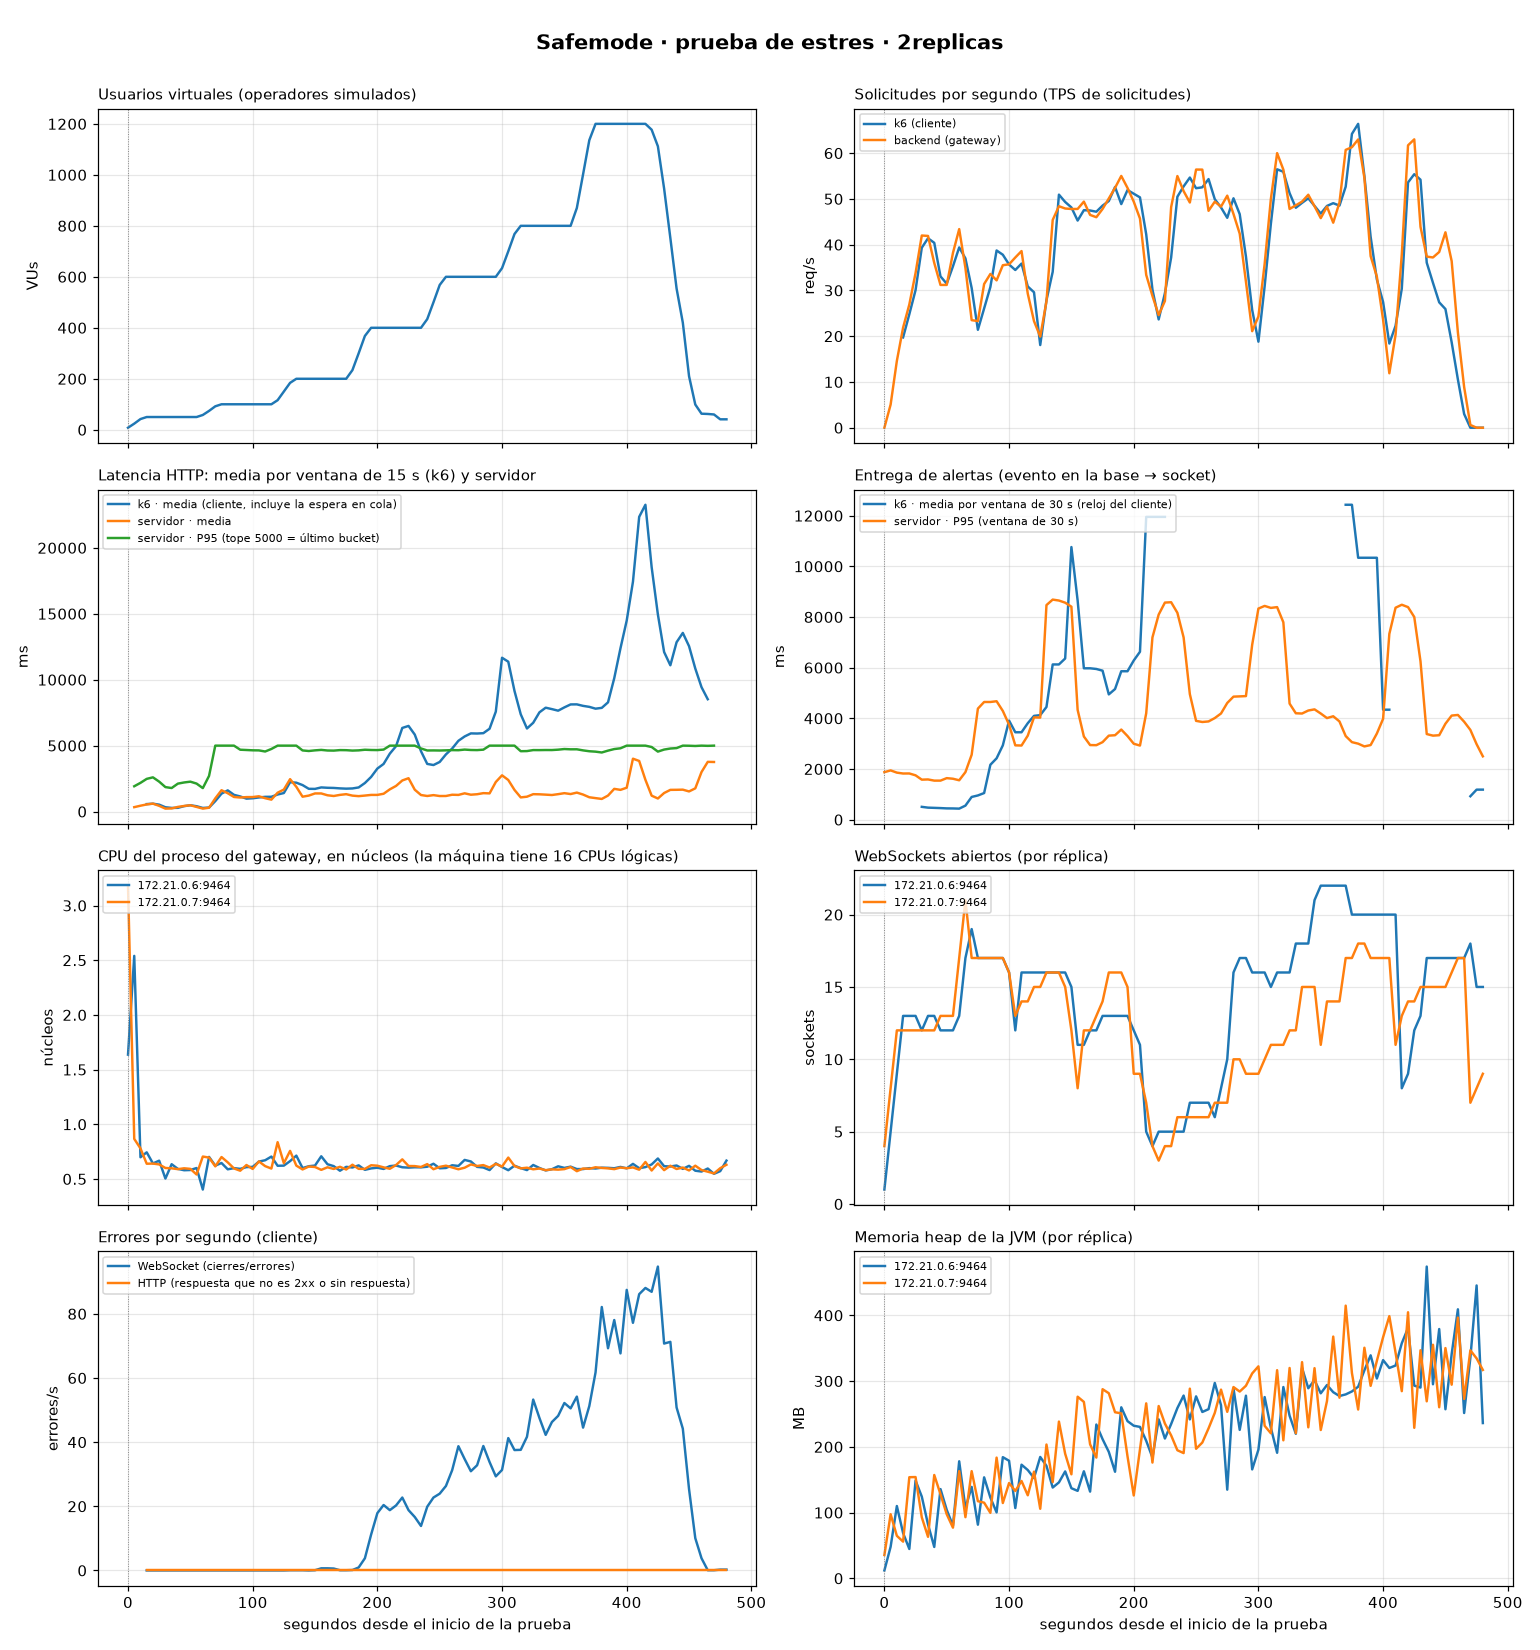 Safemode · prueba de estres · 2replicas
Usuarios virtuales (operadores simulados)
1200
1000
800
600
400
200
0
VUs
Solicitudes por segundo (TPS de solicitudes)
k6 (cliente)
backend (gateway)
60
50
40
30
20
10
0
req/s
Latencia HTTP: media por ventana de 15 s (k6) y servidor
k6 · media (cliente, incluye la espera en cola)
servidor · media
servidor · P95 (tope 5000 = último bucket)
20000
15000
10000
5000
0
ms
Entrega de alertas (evento en la base → socket)
k6 · media por ventana de 30 s (reloj del cliente)
servidor · P95 (ventana de 30 s)
12000
10000
8000
6000
4000
2000
0
ms
CPU del proceso del gateway, en núcleos (la máquina tiene 16 CPUs lógicas)
172.21.0.6:9464
172.21.0.7:9464
3.0
2.5
2.0
1.5
1.0
0.5
núcleos
WebSockets abiertos (por réplica)
172.21.0.6:9464
172.21.0.7:9464
20
15
10
5
0
sockets
Errores por segundo (cliente)
WebSocket (cierres/errores)
HTTP (respuesta que no es 2xx o sin respuesta)
80
60
40
20
0
errores/s
0 100 200 300 400 500
segundos desde el inicio de la prueba
Memoria heap de la JVM (por réplica)
172.21.0.6:9464
172.21.0.7:9464
400
300
200
100
0
MB
0 100 200 300 400 500
segundos desde el inicio de la prueba